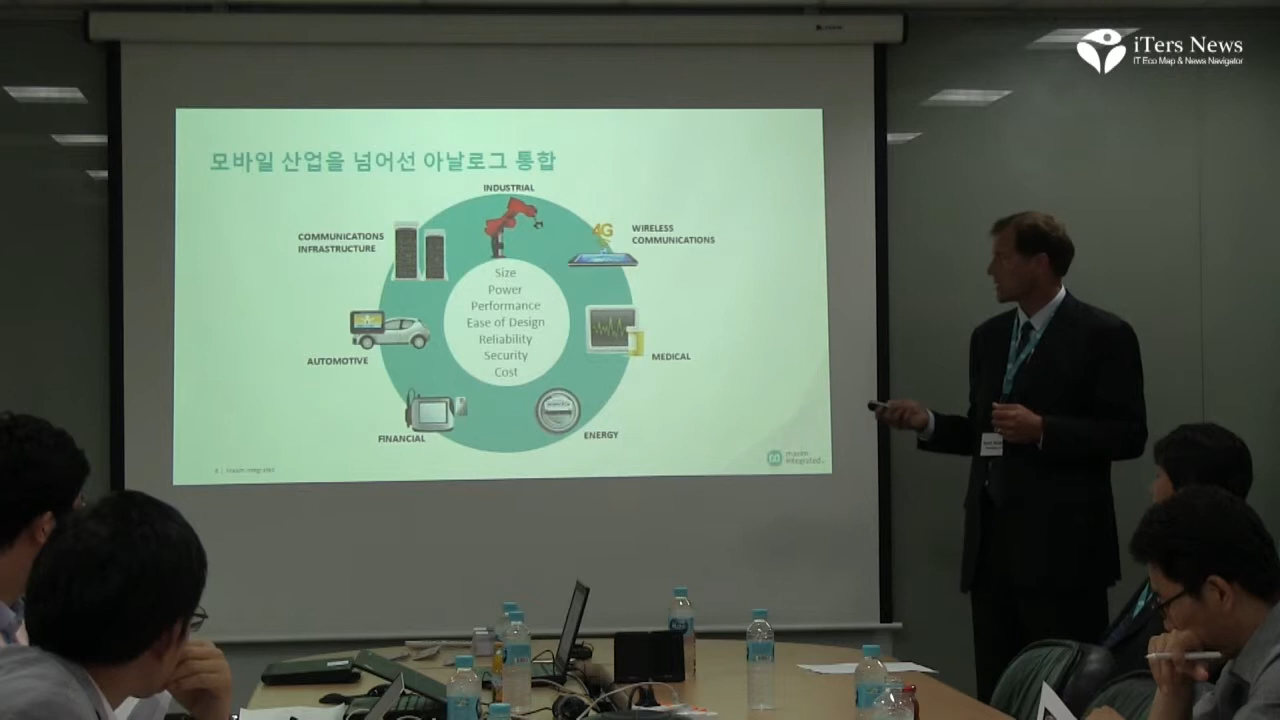 iTers News
IT Eco Map & News Navigator
모바일 산업을 넘어선 아날로그 통합
INDUSTRIAL
COMMUNICATIONS
INFRASTRUCTURE
4G
WIRELESS
COMMUNICATIONS
Size
Power
Performance
Ease of Design
Reliability
Security
Cost
AUTOMOTIVE
MEDICAL
FINANCIAL
ENERGY
maxim
integrated